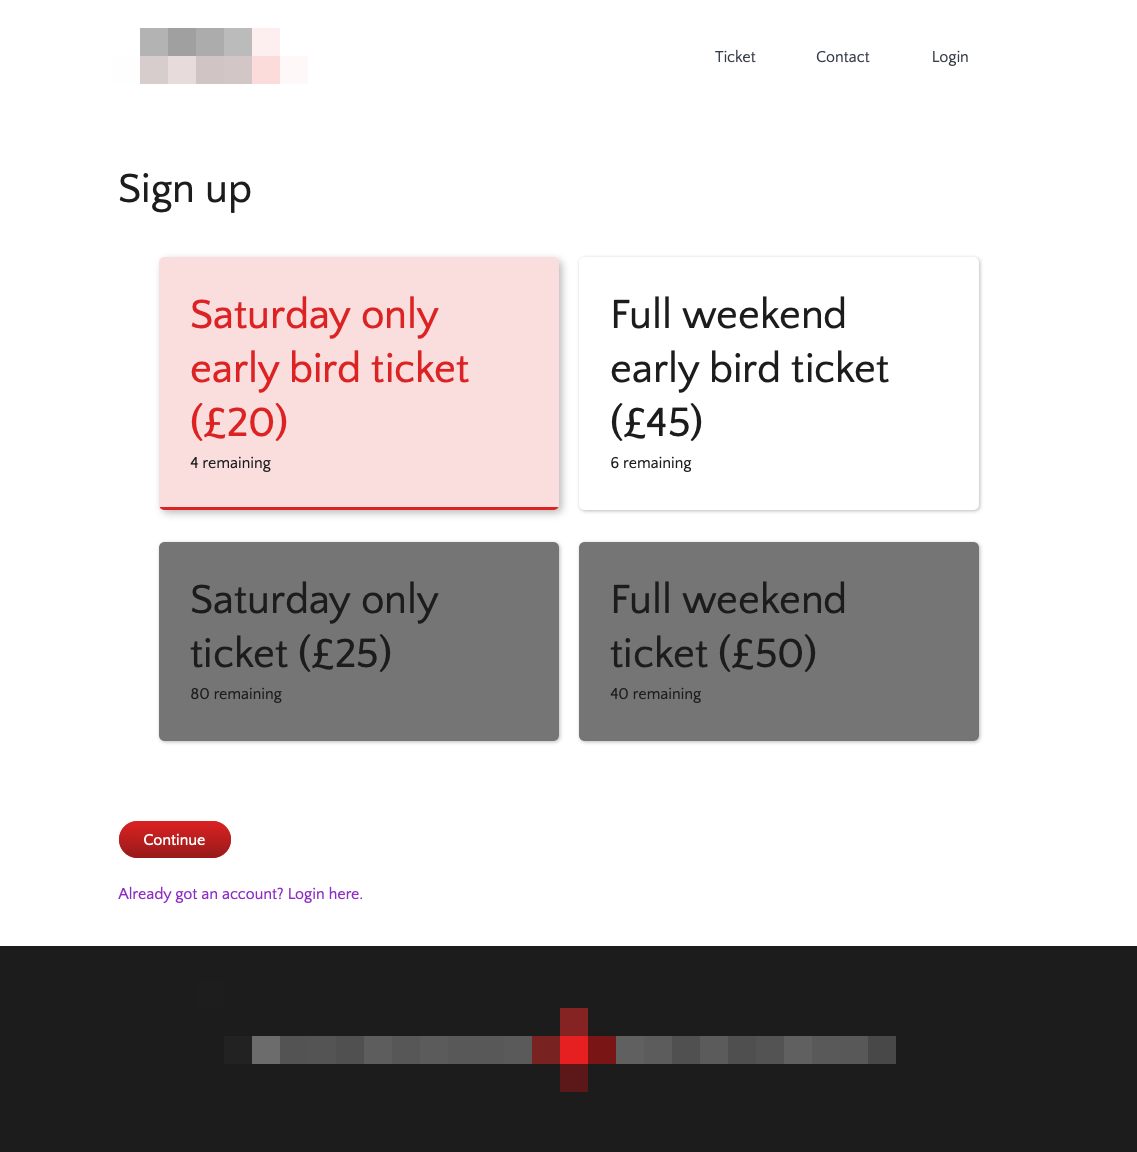 Ticket
Contact
Login
Sign up
Saturday only
early bird ticket
(£20)
4 remaining
Full weekend
early bird ticket
(£45)
6 remaining
Saturday only
ticket (£25)
80 remaining
Full weekend
ticket (£50)
40 remaining
Continue
Already got an account? Login here.